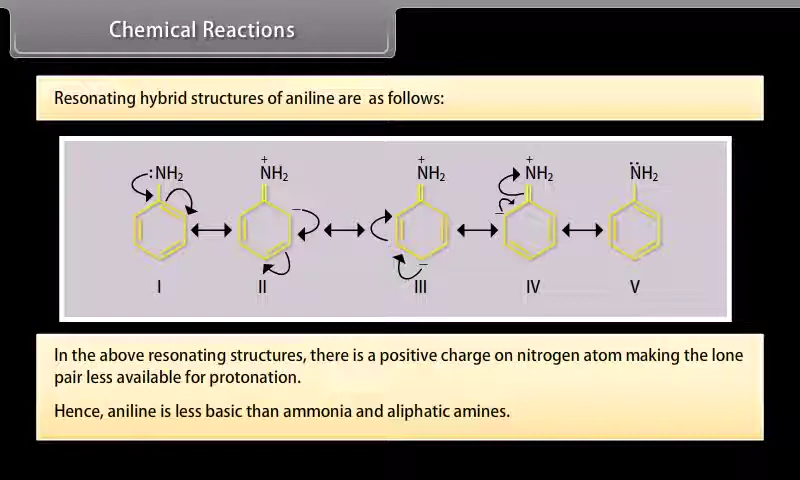 Chemical Reactions
Resonating hybrid structures of aniline are as follows:
:NH₂ +NH₂ +NH₂ +NH₂ N̈H₂
I II III IV V
In the above resonating structures, there is a positive charge on nitrogen atom making the lone
pair less available for protonation.
Hence, aniline is less basic than ammonia and aliphatic amines.